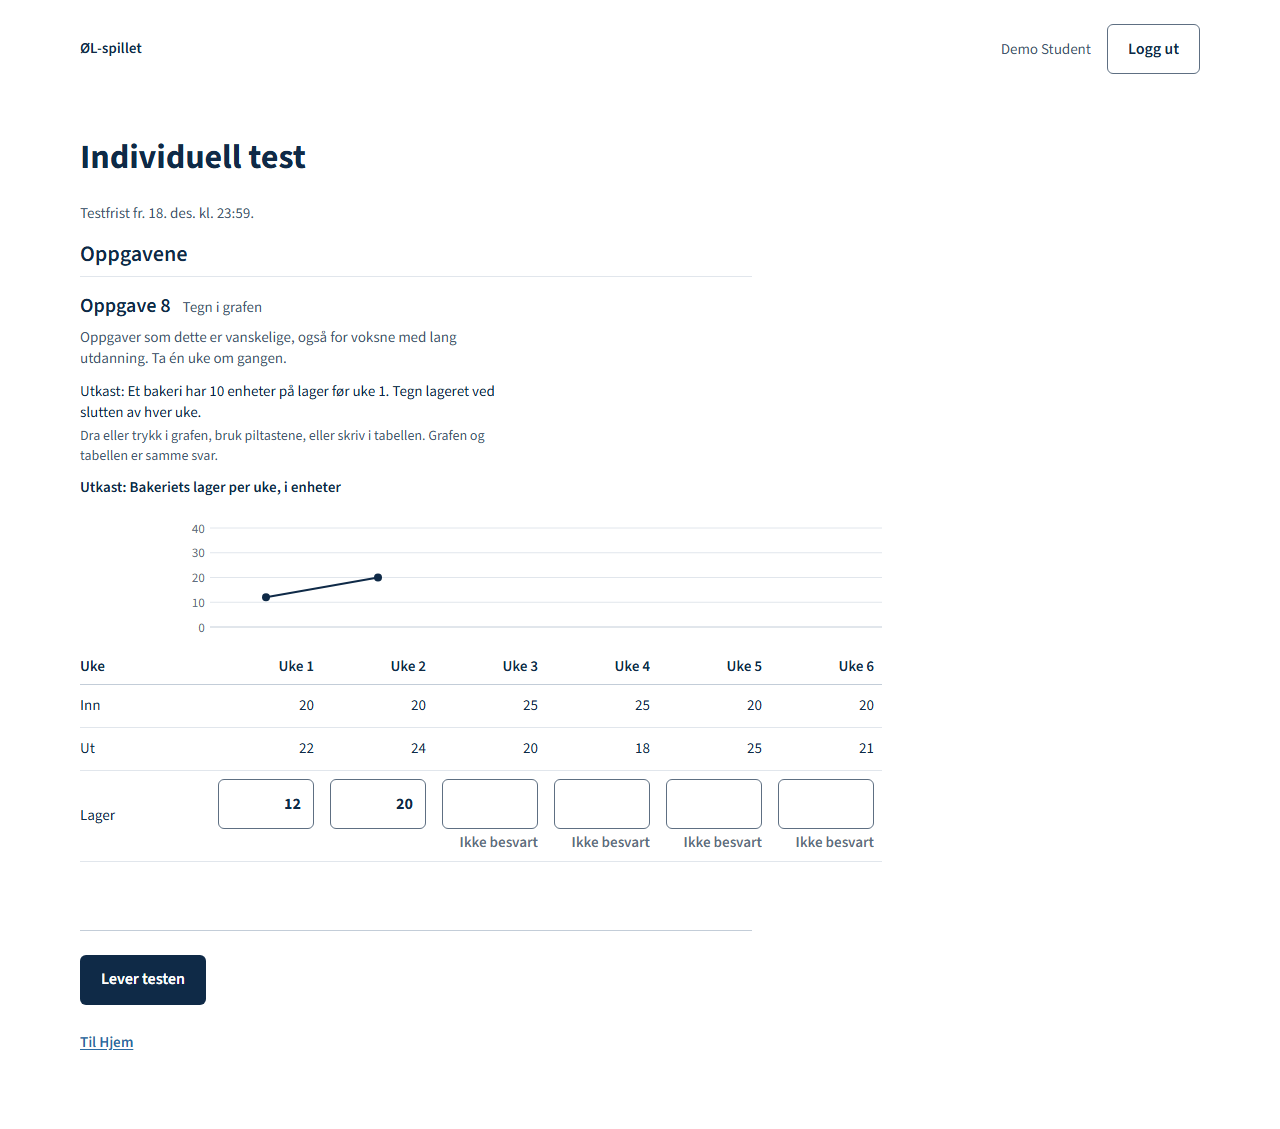 ØL-spillet
Demo Student
Logg ut
Individuell test
Testfrist fr. 18. des. kl. 23:59.
Oppgavene
Oppgave 8 Tegn i grafen
Oppgaver som dette er vanskelige, også for voksne med lang
utdanning. Ta én uke om gangen.
Utkast: Et bakeri har 10 enheter på lager før uke 1. Tegn lageret ved
slutten av hver uke.
Dra eller trykk i grafen, bruk piltastene, eller skriv i tabellen. Grafen og
tabellen er samme svar.
Utkast: Bakeriets lager per uke, i enheter
40
30
20
10
0
Uke Uke 1 Uke 2 Uke 3 Uke 4 Uke 5 Uke 6
Inn 20 20 25 25 20 20
Ut 22 24 20 18 25 21
Lager 12 20
Ikke besvart Ikke besvart Ikke besvart Ikke besvart
Lever testen
Til Hjem